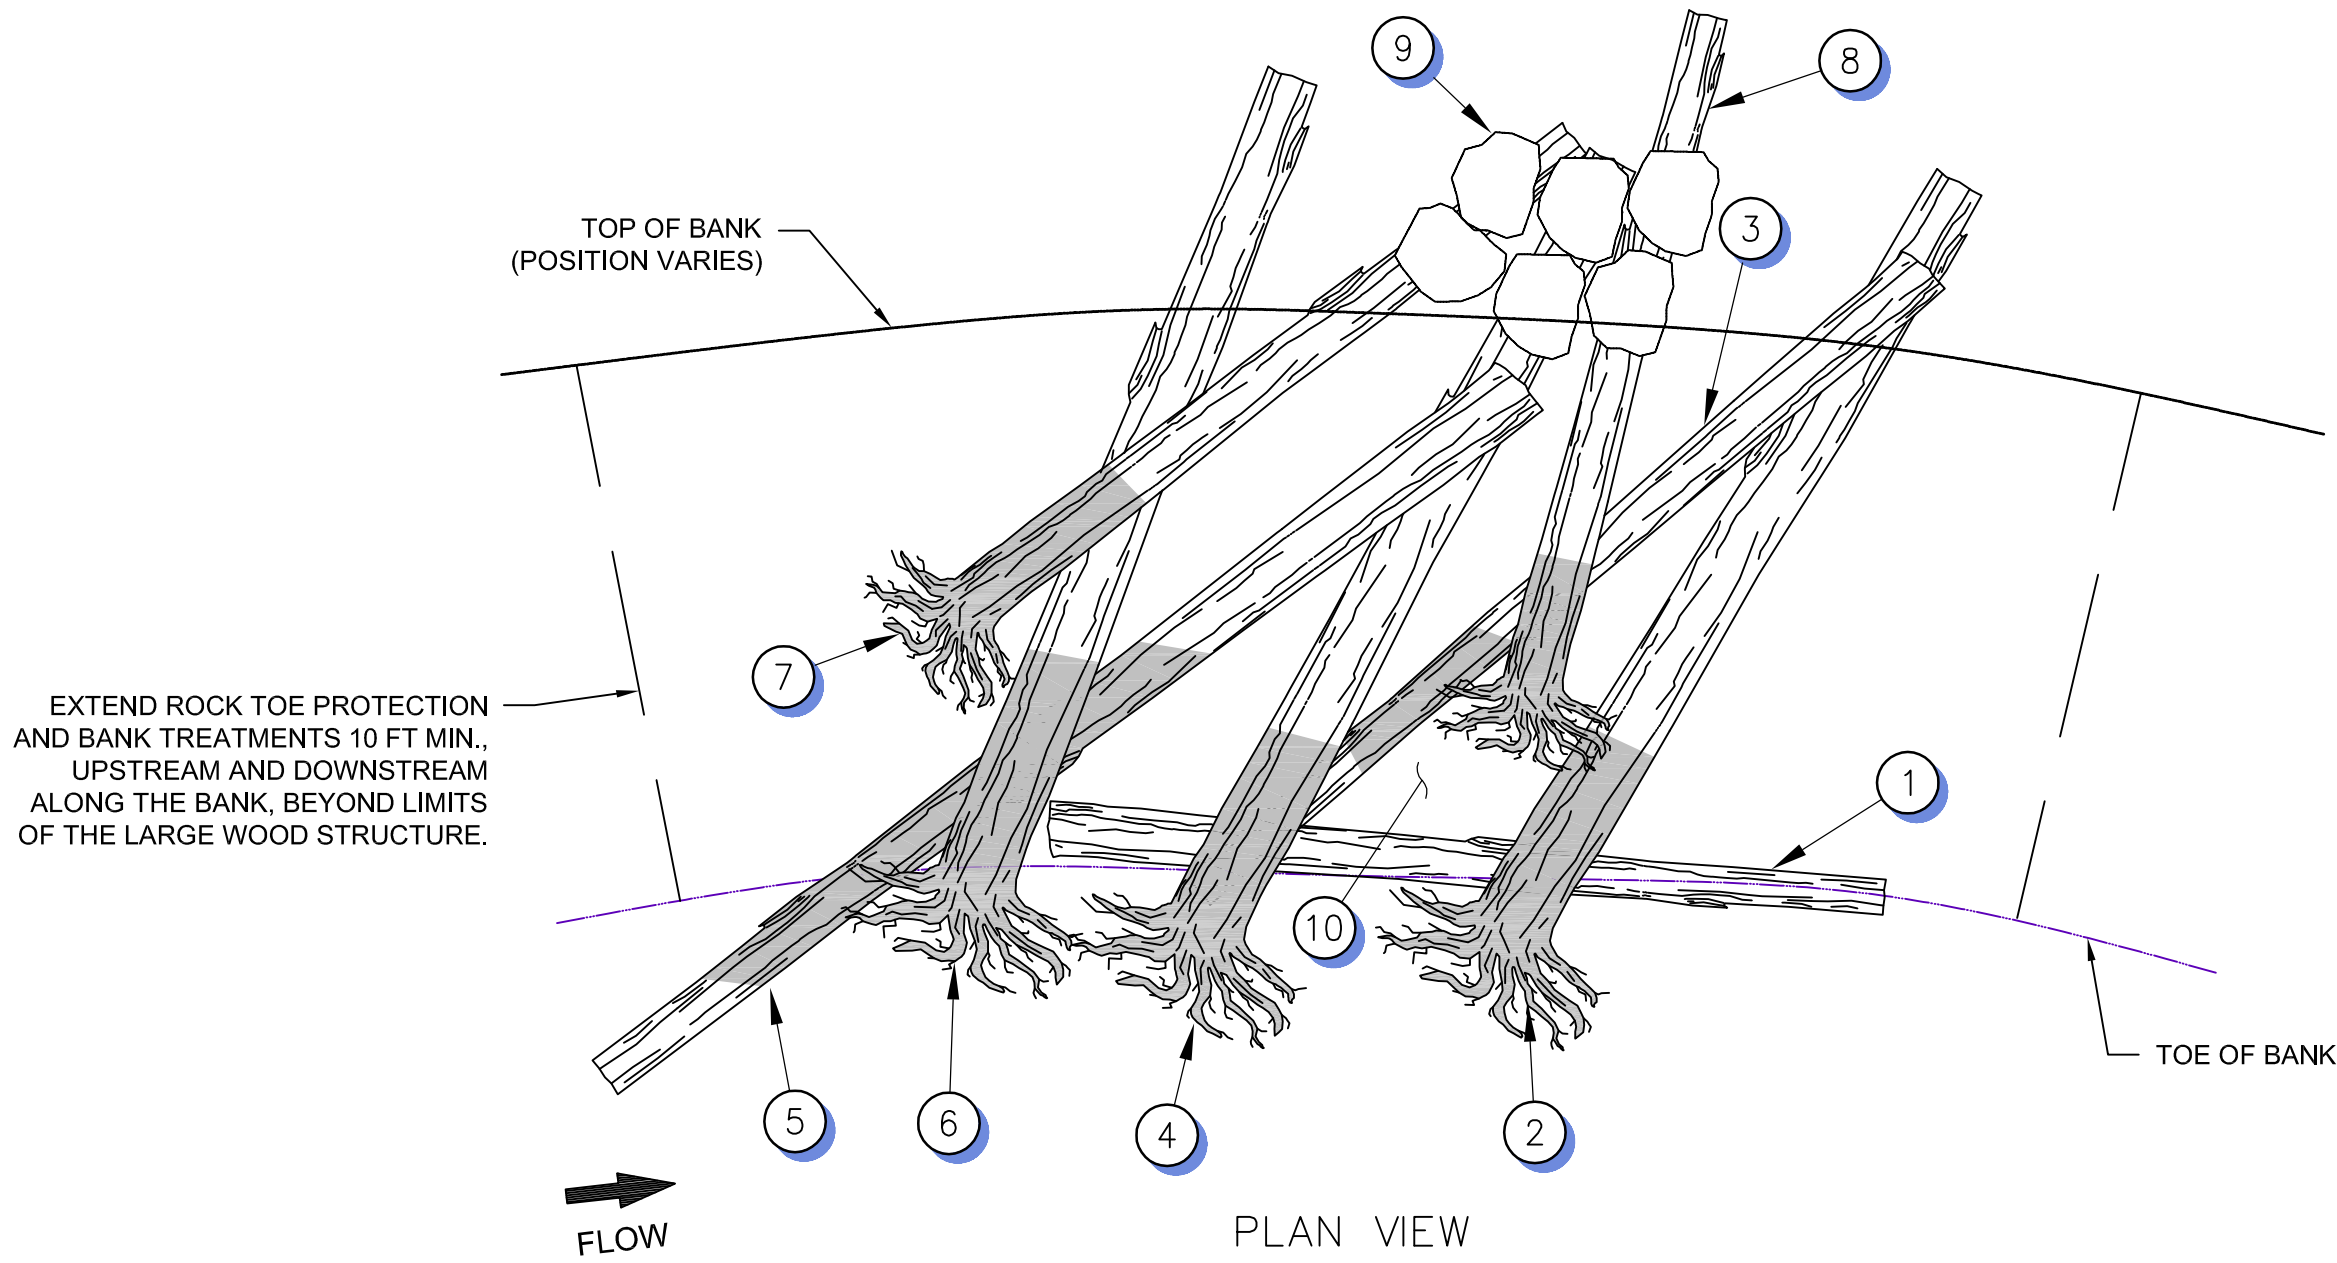 9
8
TOP OF BANK
(POSITION VARIES)
3
7
EXTEND ROCK TOE PROTECTION
AND BANK TREATMENTS 10 FT MIN.,
UPSTREAM AND DOWNSTREAM
ALONG THE BANK, BEYOND LIMITS
OF THE LARGE WOOD STRUCTURE.
1
10
TOE OF BANK
5
6
4
2
FLOW
PLAN VIEW